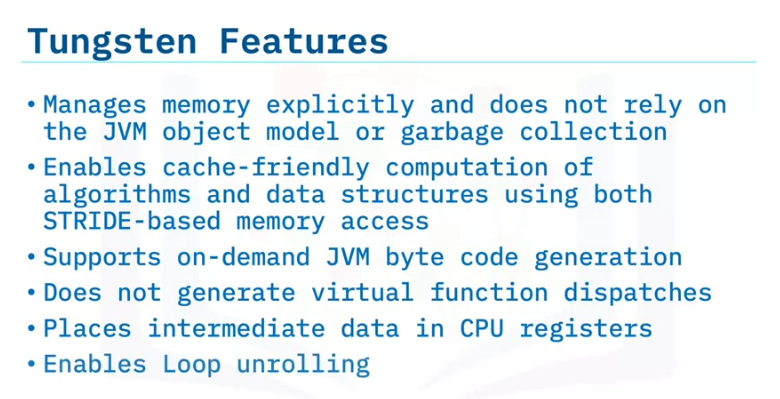 Tungsten Features
• Manages memory explicitly and does not rely on
the JVM object model or garbage collection
• Enables cache-friendly computation of
algorithms and data structures using both
STRIDE-based memory access
• Supports on-demand JVM byte code generation
• Does not generate virtual function dispatches
• Places intermediate data in CPU registers
• Enables Loop unrolling